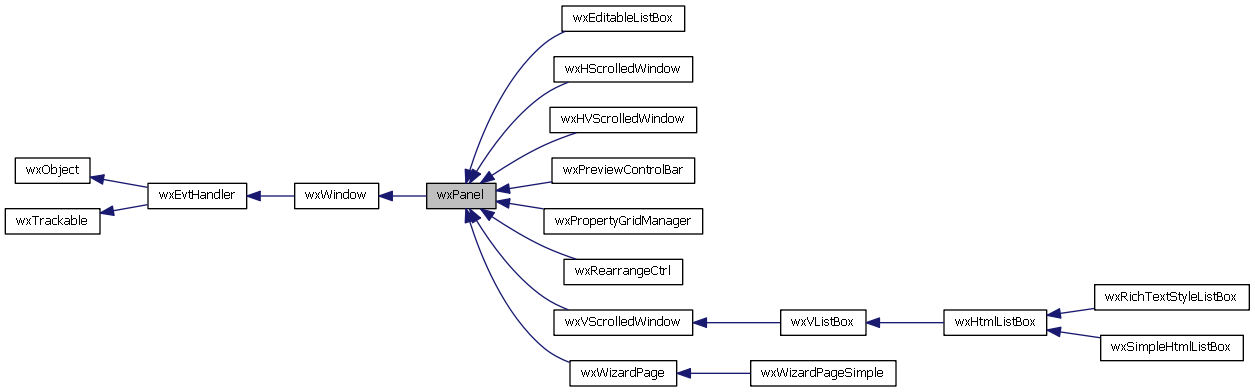 wxEditableListBox
wxHScrolledWindow
wxHVScrolledWindow
wxObject
wxPreviewControlBar
wxEvtHandler
wxWindow
wxPanel
wxTrackable
wxPropertyGridManager
wxRearrangeCtrl
wxRichTextStyleListBox
wxVScrolledWindow
wxVListBox
wxHtmlListBox
wxSimpleHtmlListBox
wxWizardPage
wxWizardPageSimple